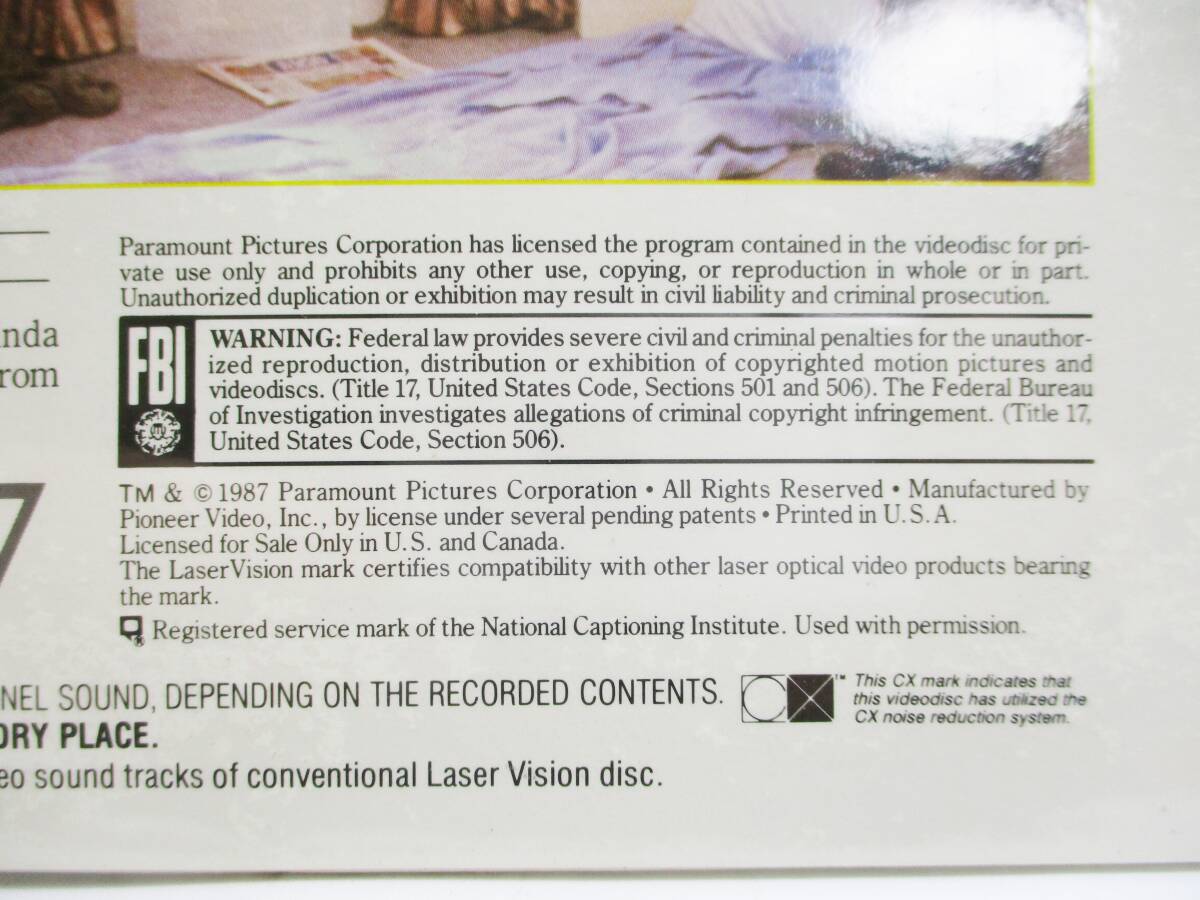 Paramount Pictures Corporation has licensed the program contained in the videodisc for pri-
vate use only and prohibits any other use, copying, or reproduction in whole or in part.
Unauthorized duplication or exhibition may result in civil liability and criminal prosecution.
nda
rom
FBI
WARNING: Federal law provides severe civil and criminal penalties for the unauthor-
ized reproduction, distribution or exhibition of copyrighted motion pictures and
videodiscs. (Title 17, United States Code, Sections 501 and 506). The Federal Bureau
of Investigation investigates allegations of criminal copyright infringement. (Title 17,
United States Code, Section 506).
TM & © 1987 Paramount Pictures Corporation • All Rights Reserved • Manufactured by
Pioneer Video, Inc., by license under several pending patents • Printed in U.S.A.
Licensed for Sale Only in U.S. and Canada.
The LaserVision mark certifies compatibility with other laser optical video products bearing
the mark.
® Registered service mark of the National Captioning Institute. Used with permission.
NEL SOUND, DEPENDING ON THE RECORDED CONTENTS.
ORY PLACE.
eo sound tracks of conventional Laser Vision disc.
CX™
This CX mark indicates that
this videodisc has utilized the
CX noise reduction system.